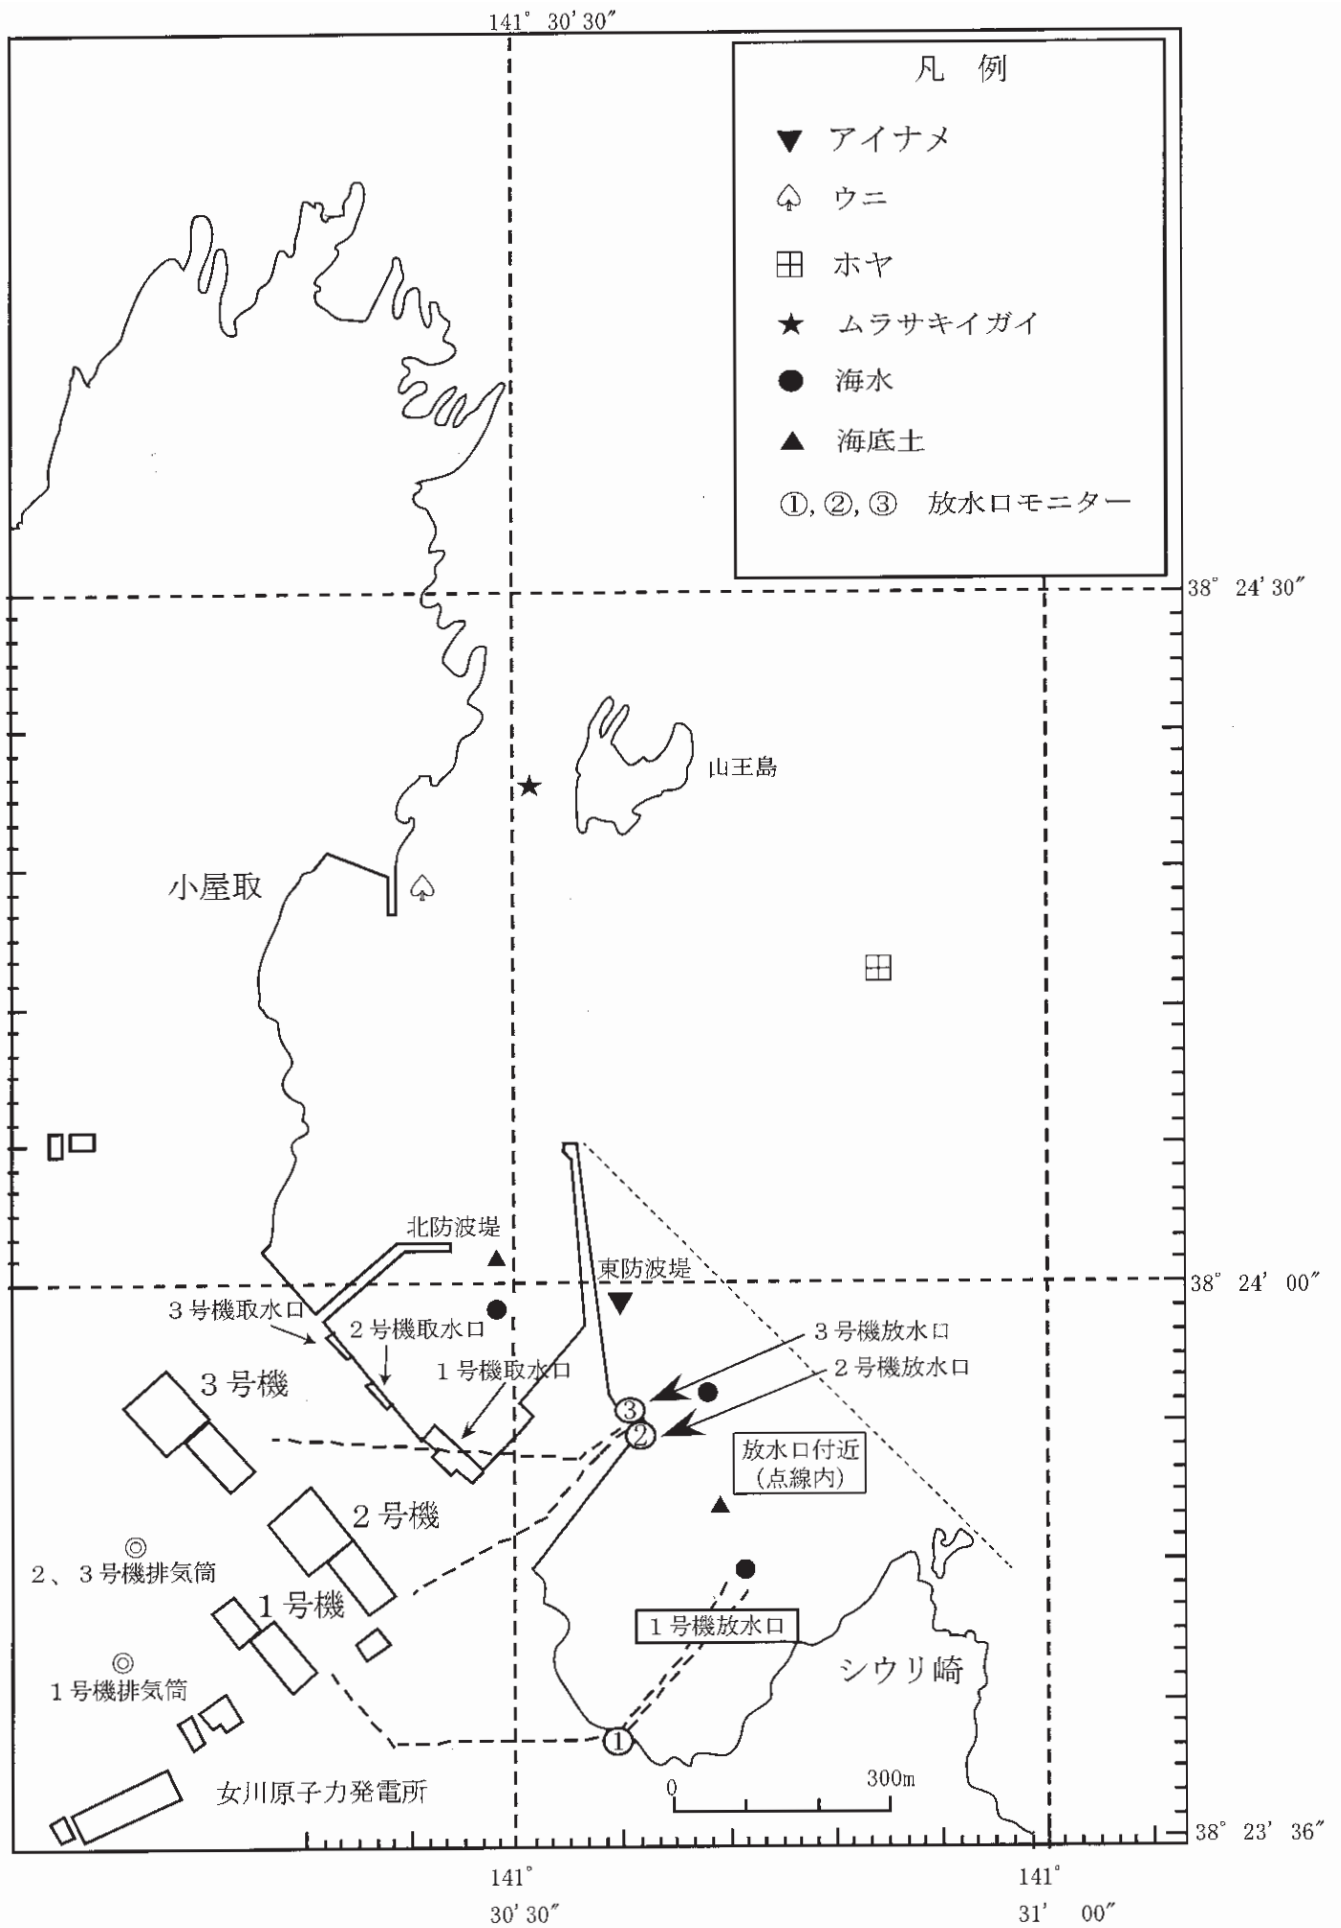 141° 30′30″
凡　例
アイナメ
ウニ
ホヤ
ムラサキイガイ
海水
海底土
①,②,③　放水口モニター
38° 24′30″
山王島
小屋取
北防波堤
東防波堤
38° 24′ 00″
３号機取水口
２号機取水口
１号機取水口
３号機放水口
２号機放水口
３号機
③
②
放水口付近
（点線内）
２号機
２、３号機排気筒
１号機
１号機放水口
シウリ崎
１号機排気筒
①
女川原子力発電所
0
300m
38° 23′ 36″
141°
30′30″
141°
31′ 00″